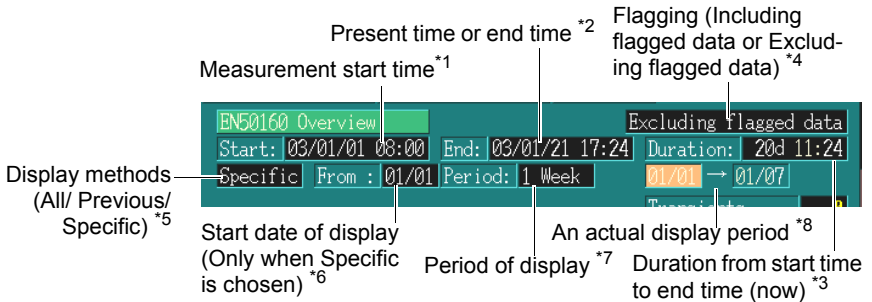 Flagging (Including
flagged data or Exclud-
ing flagged data) *4
Present time or end time *2
Measurement start time*1
EN50160 Overview
Excluding flagged data
Start: 03/01/01 08:00 End: 03/01/21 17:24 Duration: 20d 11:24
Specific From : 01/01 Period: 1 Week 01/01 → 01/07
Display methods
(All/ Previous/
Specific) *5
Start date of display
(Only when Specific
is chosen) *6
Period of display *7
An actual display period *8
Duration from start time
to end time (now) *3